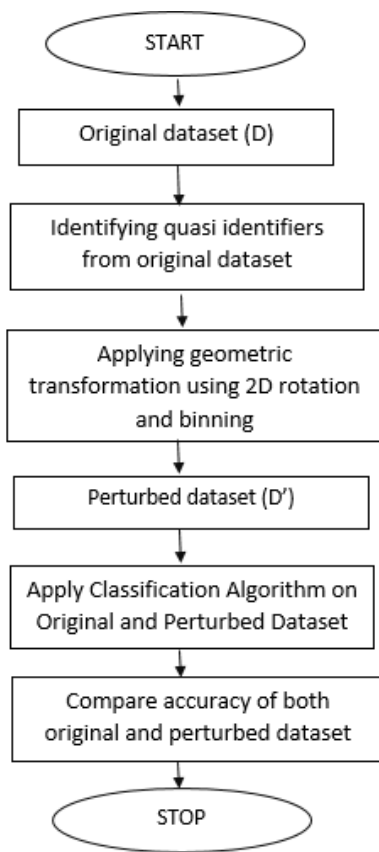 START
Original dataset (D)
Identifying quasi identifiers
from original dataset
Applying geometric
transformation using 2D rotation
and binning
Perturbed dataset (D’)
Apply Classification Algorithm on
Original and Perturbed Dataset
Compare accuracy of both
original and perturbed dataset
STOP